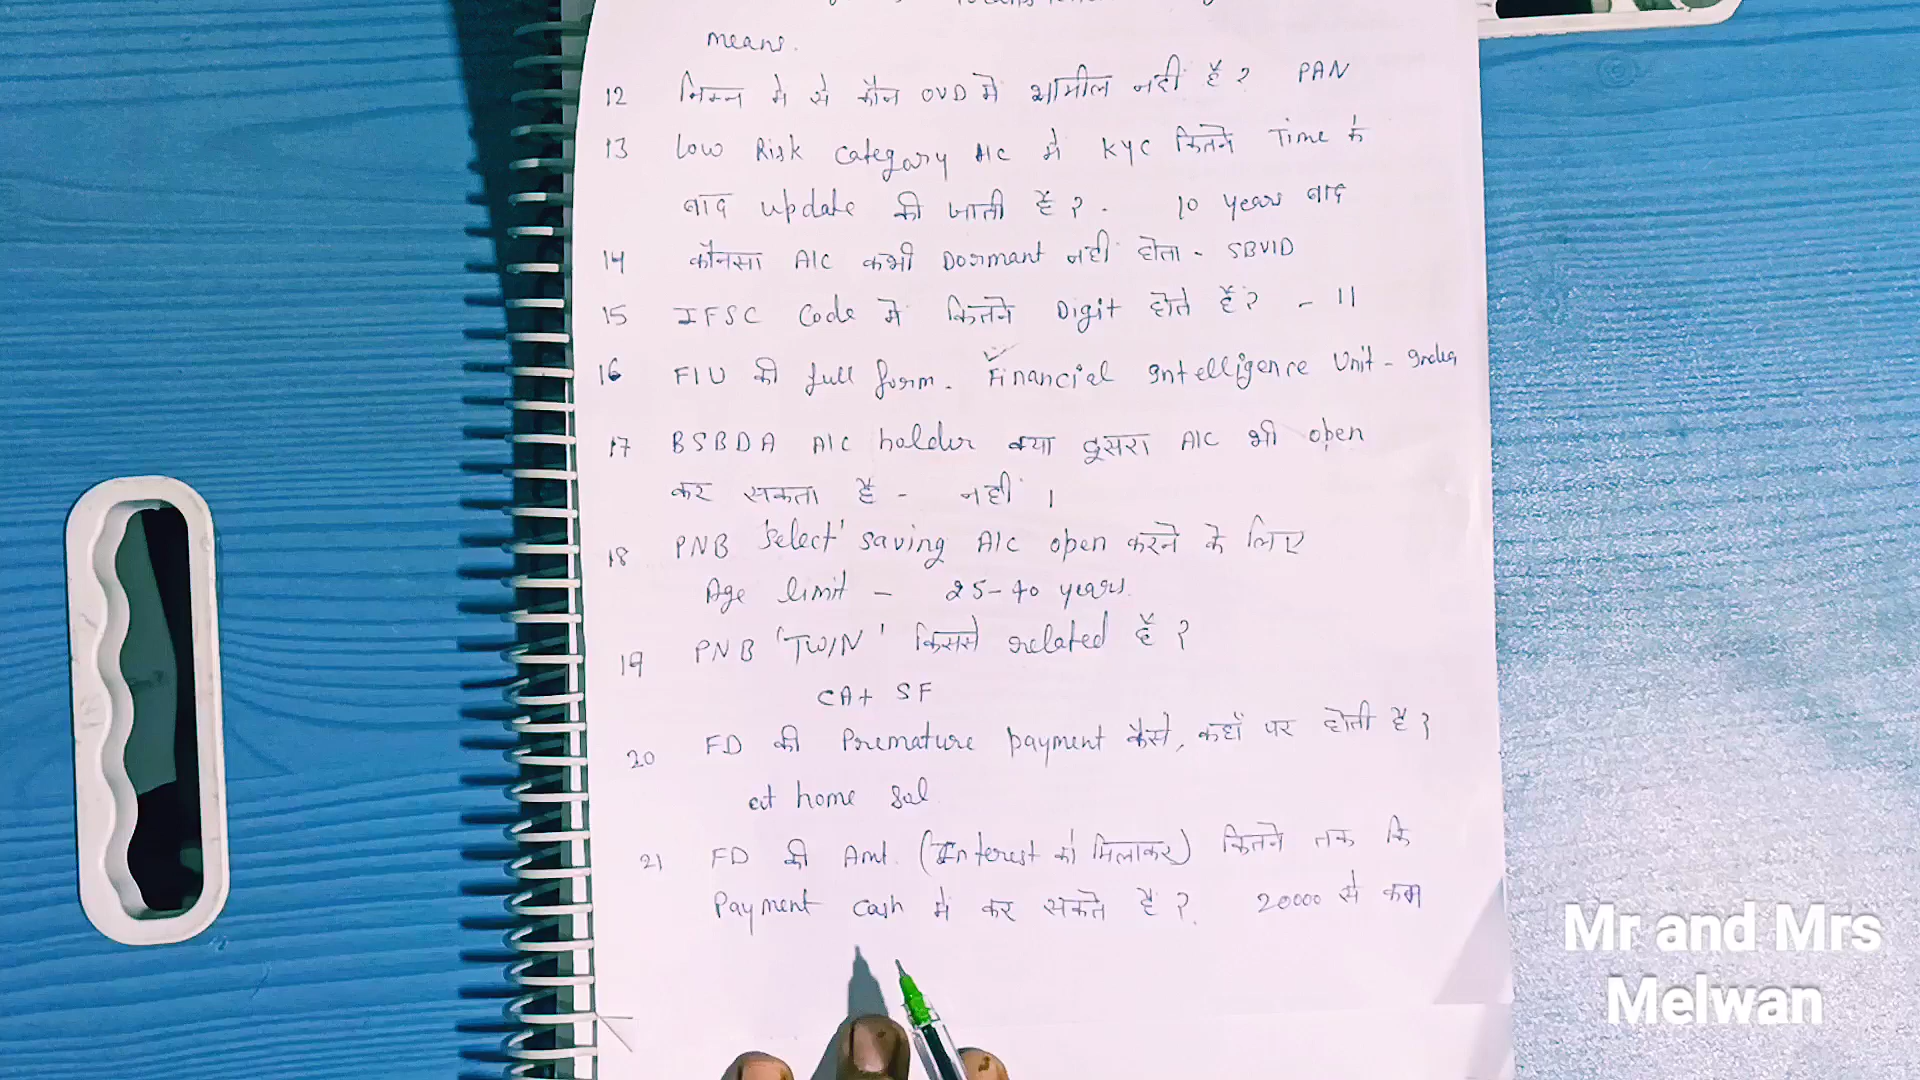 means.
12 निम्न मे से कौन OVD मे शामील नही है ? PAN
13 Low Risk Category A/C मे KYC कितने Time के
बाद update की जाती है ? . 10 years बाद
14 कौनसा A/C कभी Dormant नही होता - SBVID
15 IFSC Code मे कितने Digit होते है ? - 11
16 FIU की full form. Financial Intelligence Unit - India
17 BSBDA A/C holder क्या दूसरा A/C भी open
कर सकता है - नही ।
18 PNB 'Select' saving A/C open करने के लिए
Age limit - 25-40 years.
19 PNB 'TWIN' किससे related है ?
CA+ SF
20 FD की Premature payment कैसे, कहाँ पर होती है ?
at home Sol
21 FD की Amt. (Interest को मिलाकर) कितने तक कि
Payment cash मे कर सकते है ? 20000 से कम
Mr and Mrs
Melwan